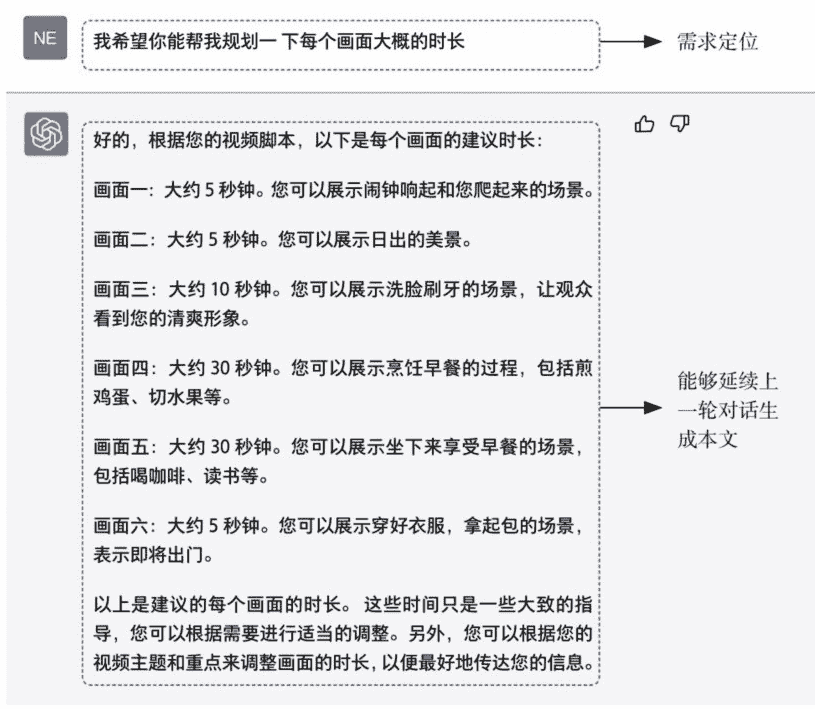 NE
我希望你能帮我规划一下每个画面大概的时长
需求定位
好的，根据您的视频脚本，以下是每个画面的建议时长：
画面一：大约 5 秒钟。您可以展示闹钟响起和您爬起来的场景。
画面二：大约 5 秒钟。您可以展示日出的美景。
画面三：大约 10 秒钟。您可以展示洗脸刷牙的场景，让观众
看到您的清爽形象。
画面四：大约 30 秒钟。您可以展示烹饪早餐的过程，包括煎
鸡蛋、切水果等。
画面五：大约 30 秒钟。您可以展示坐下来享受早餐的场景，
包括喝咖啡、读书等。
画面六：大约 5 秒钟。您可以展示穿好衣服，拿起包的场景，
表示即将出门。
以上是建议的每个画面的时长。 这些时间只是一些大致的指
导，您可以根据需要进行适当的调整。另外，您可以根据您的
视频主题和重点来调整画面的时长，以便最好地传达您的信息。
能够延续上
一轮对话生
成本文